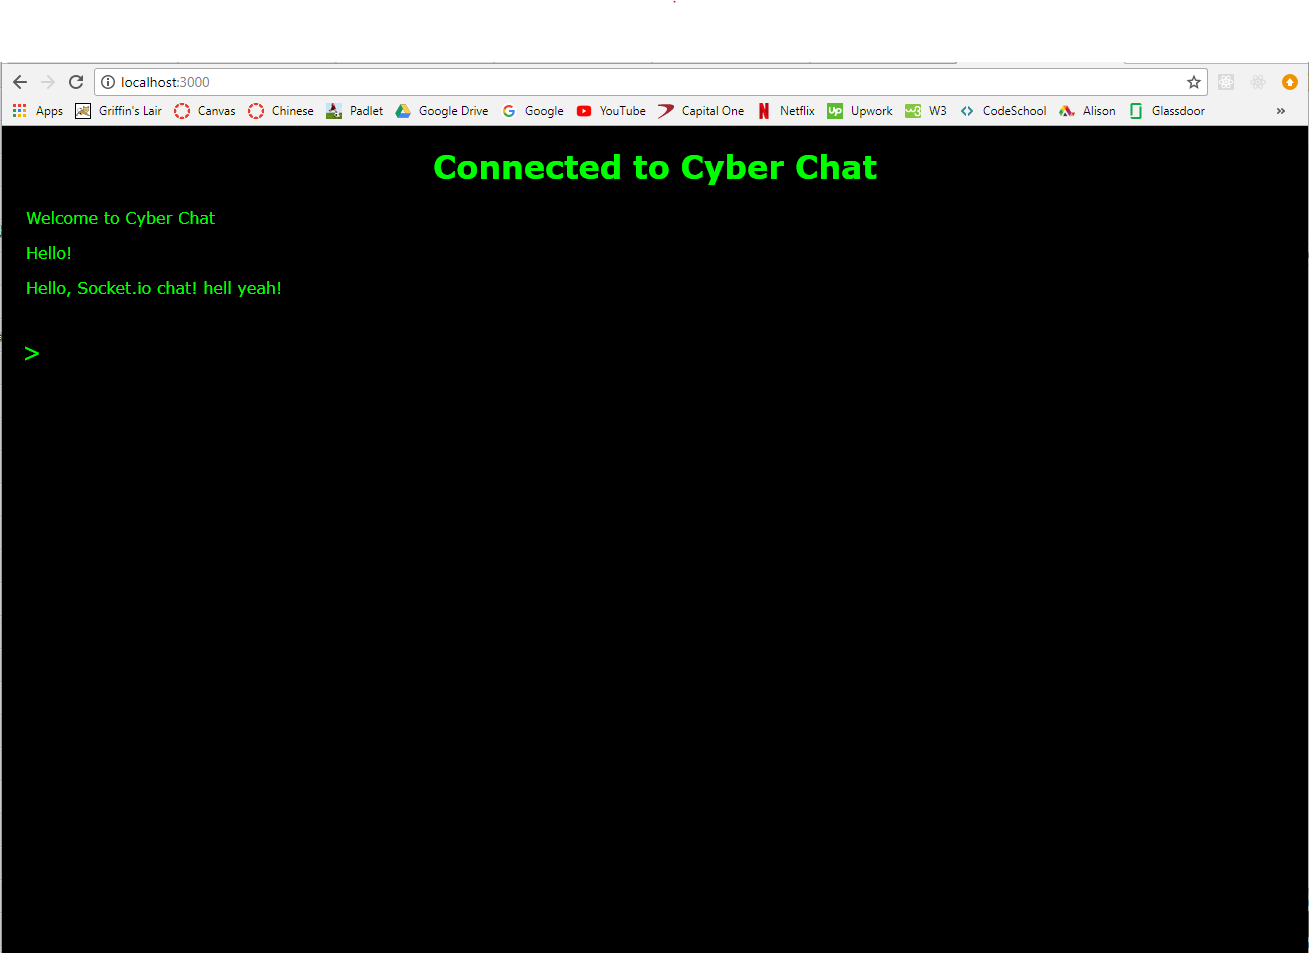 localhost:3000
Apps Griffin's Lair Canvas Chinese Padlet Google Drive Google YouTube Capital One Netflix Upwork W3 CodeSchool Alison Glassdoor »
Connected to Cyber Chat
Welcome to Cyber Chat
Hello!
Hello, Socket.io chat! hell yeah!
>